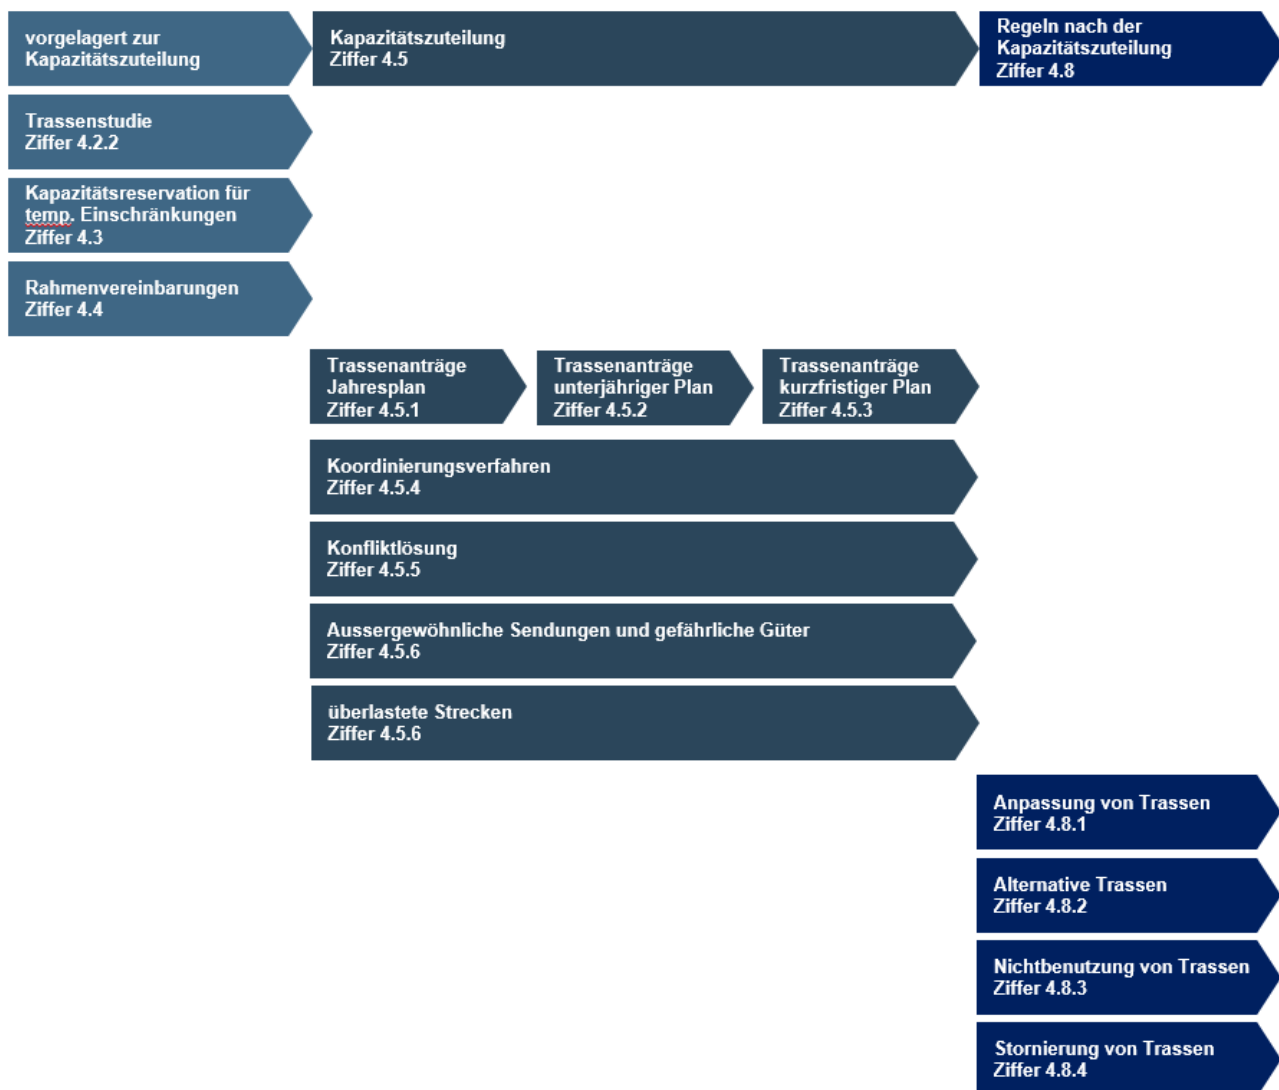 vorgelagert zur
Kapazitätszuteilung
Kapazitätszuteilung
Ziffer 4.5
Regeln nach der
Kapazitätszuteilung
Ziffer 4.8
Trassenstudie
Ziffer 4.2.2
Kapazitätsreservation für
temp. Einschränkungen
Ziffer 4.3
Rahmenvereinbarungen
Ziffer 4.4
Trassenanträge
Jahresplan
Ziffer 4.5.1
Trassenanträge
unterjähriger Plan
Ziffer 4.5.2
Trassenanträge
kurzfristiger Plan
Ziffer 4.5.3
Koordinierungsverfahren
Ziffer 4.5.4
Konfliktlösung
Ziffer 4.5.5
Aussergewöhnliche Sendungen und gefährliche Güter
Ziffer 4.5.6
überlastete Strecken
Ziffer 4.5.6
Anpassung von Trassen
Ziffer 4.8.1
Alternative Trassen
Ziffer 4.8.2
Nichtbenutzung von Trassen
Ziffer 4.8.3
Stornierung von Trassen
Ziffer 4.8.4